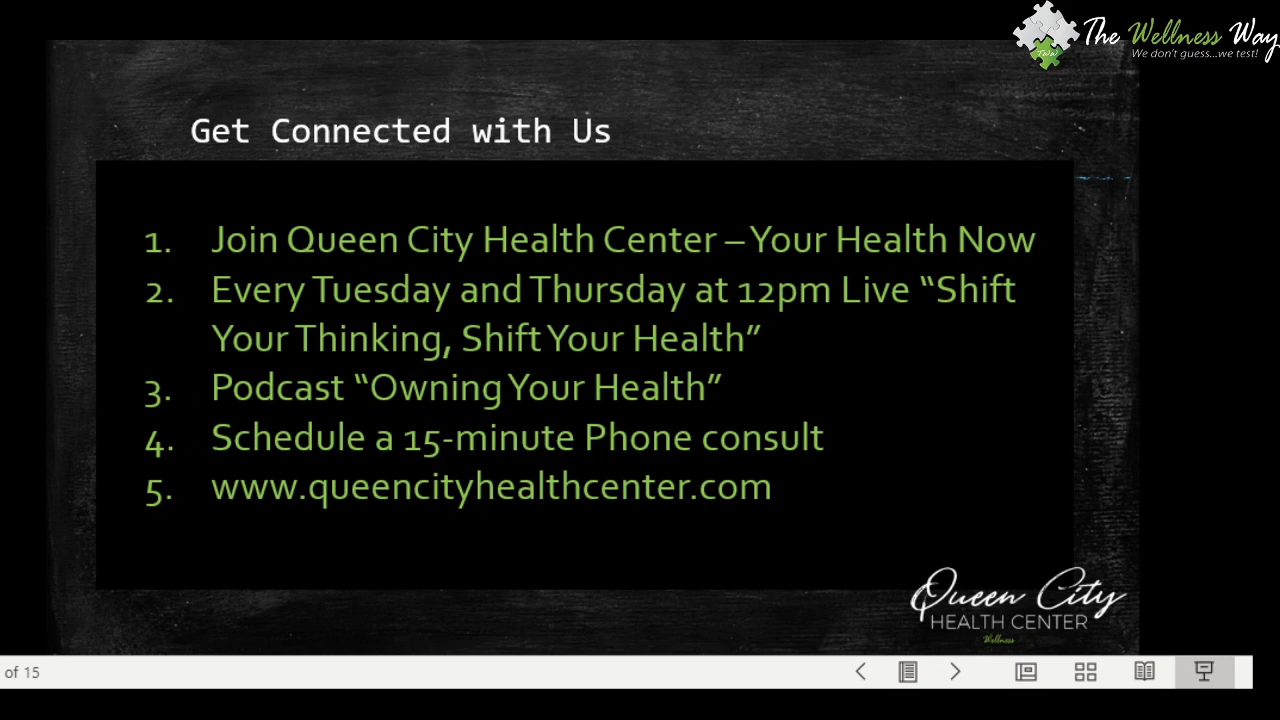 The Wellness Way
We don't guess...we test!
TWW
Get Connected with Us
1. Join Queen City Health Center – Your Health Now
2. Every Tuesday and Thursday at 12pm Live “Shift
Your Thinking, Shift Your Health”
3. Podcast “Owning Your Health”
4. Schedule a 15-minute Phone consult
5. www.queencityhealthcenter.com
Queen City
HEALTH CENTER
Wellness
of 15